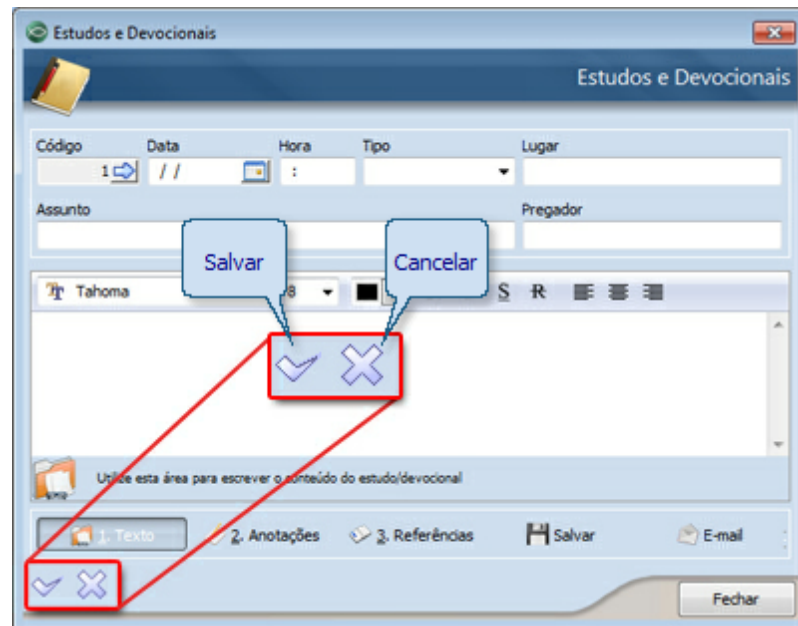 Estudos e Devocionais
Estudos e Devocionais
Código Data Hora Tipo Lugar
1 / / :
Assunto Pregador
Salvar Cancelar
Tahoma 8 S R
Utilize esta área para escrever o conteúdo do estudo/devocional
1. Texto 2. Anotações 3. Referências Salvar E-mail
Fechar